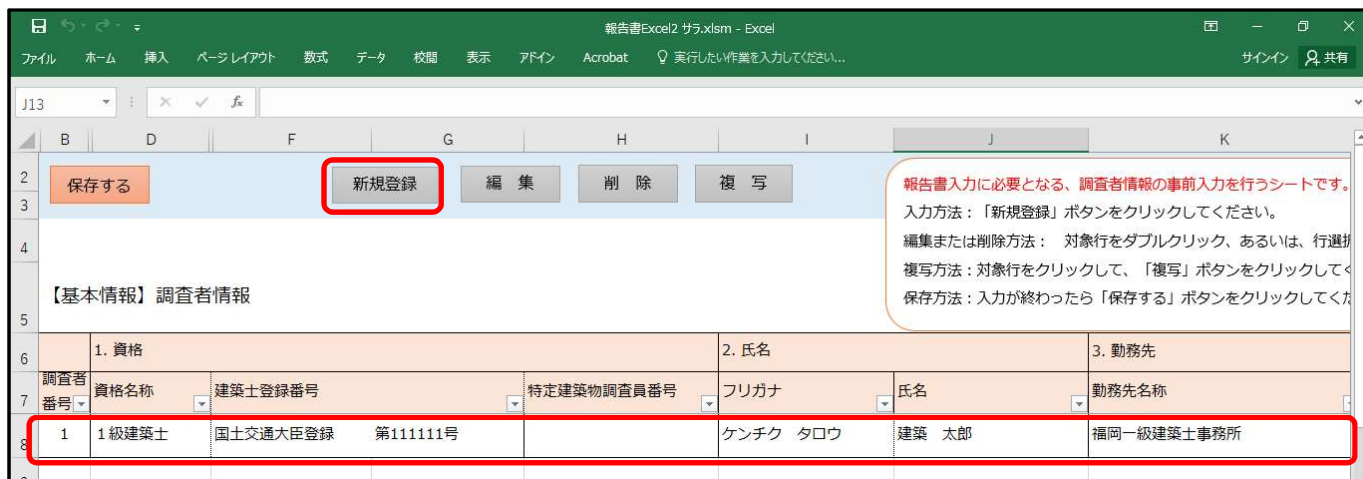 報告書Excel2 サラ.xlsm - Excel
ファイル ホーム 挿入 ページ レイアウト 数式 データ 校閲 表示 アドイン Acrobat 実行したい作業を入力してください... サインイン 共有
J13 fx
B D F G H I J K
2 保存する 新規登録 編 集 削 除 複 写
報告書入力に必要となる、調査者情報の事前入力を行うシートです。
3 入力方法：「新規登録」ボタンをクリックしてください。
4 編集または削除方法： 対象行をダブルクリック、あるいは、行選択
複写方法：対象行をクリックして、「複写」ボタンをクリックしてく
5 【基本情報】調査者情報 保存方法：入力が終わったら「保存する」ボタンをクリックしてくだ
6 1. 資格 2. 氏名 3. 勤務先
7 調査者番号 資格名称 建築士登録番号 特定建築物調査員番号 フリガナ 氏名 勤務先名称
8 1 １級建築士 国土交通大臣登録 第111111号 ケンチク タロウ 建築 太郎 福岡一級建築士事務所